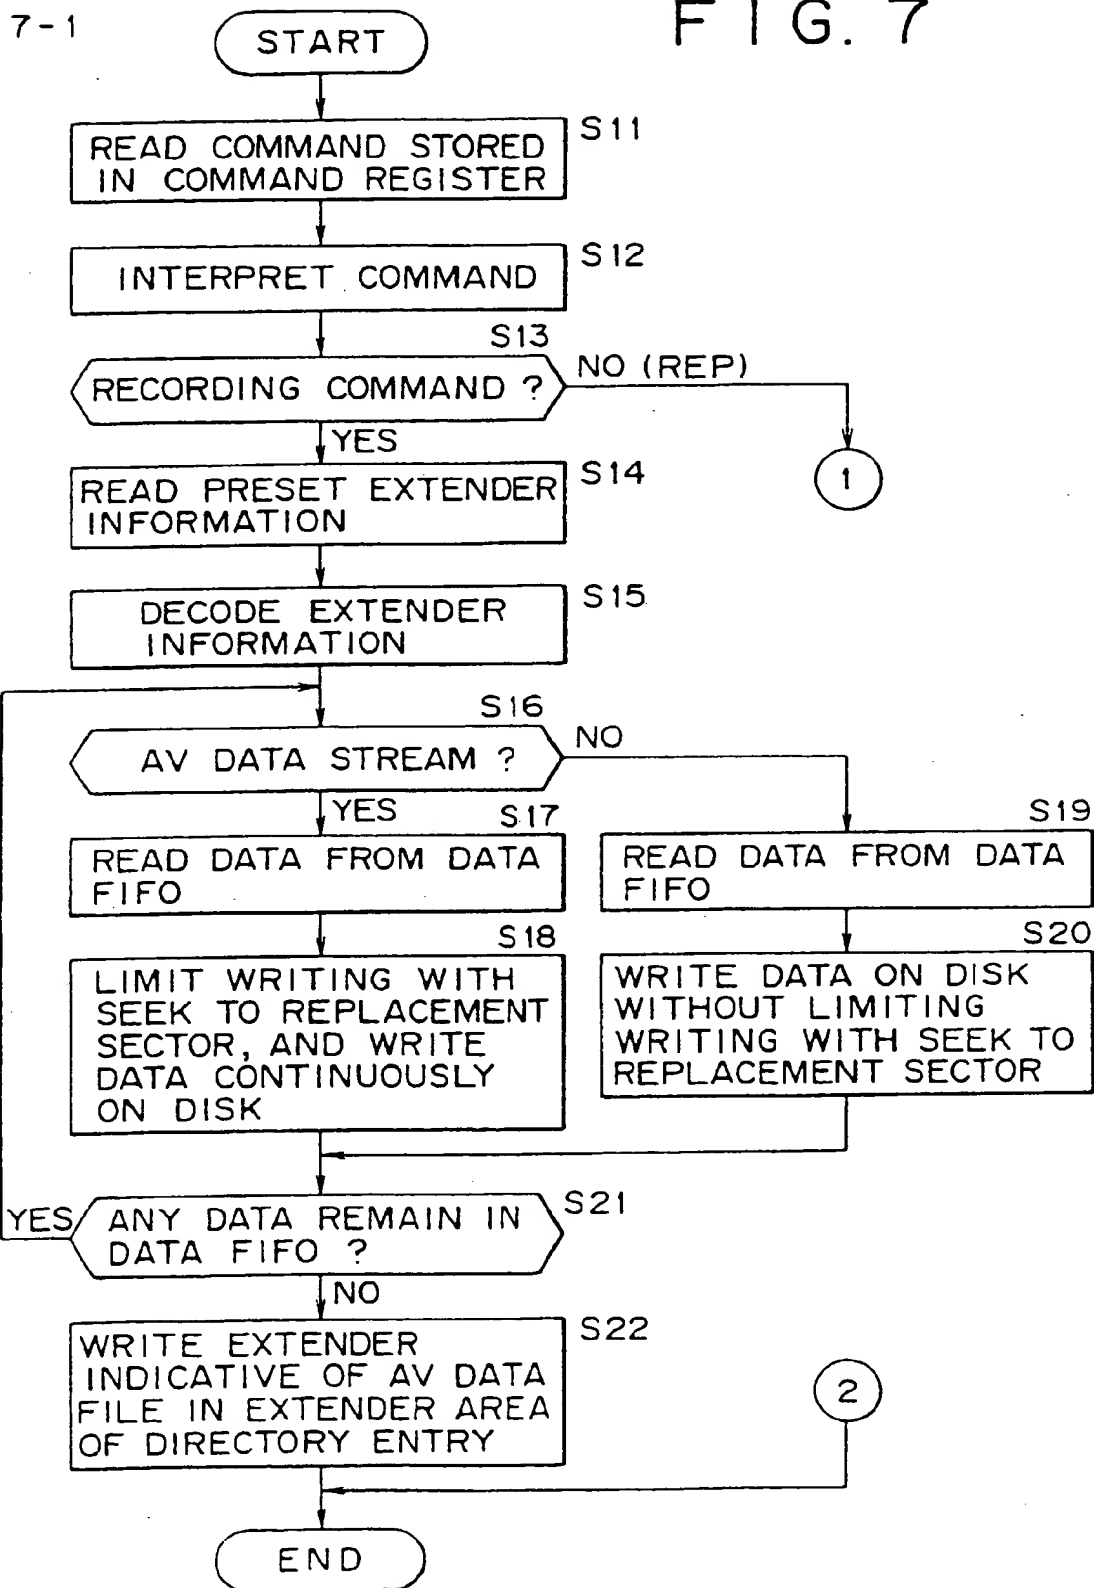 7-1
FIG. 7
START
S11
READ COMMAND STORED
IN COMMAND REGISTER
S12
INTERPRET COMMAND
S13
RECORDING COMMAND ?
NO (REP)
YES
1
S14
READ PRESET EXTENDER
INFORMATION
S15
DECODE EXTENDER
INFORMATION
S16
AV DATA STREAM ?
NO
YES
S17
READ DATA FROM DATA
FIFO
S19
READ DATA FROM DATA
FIFO
S18
LIMIT WRITING WITH
SEEK TO REPLACEMENT
SECTOR, AND WRITE
DATA CONTINUOUSLY
ON DISK
S20
WRITE DATA ON DISK
WITHOUT LIMITING
WRITING WITH SEEK TO
REPLACEMENT SECTOR
S21
YES
ANY DATA REMAIN IN
DATA FIFO ?
NO
S22
WRITE EXTENDER
INDICATIVE OF AV DATA
FILE IN EXTENDER AREA
OF DIRECTORY ENTRY
2
END